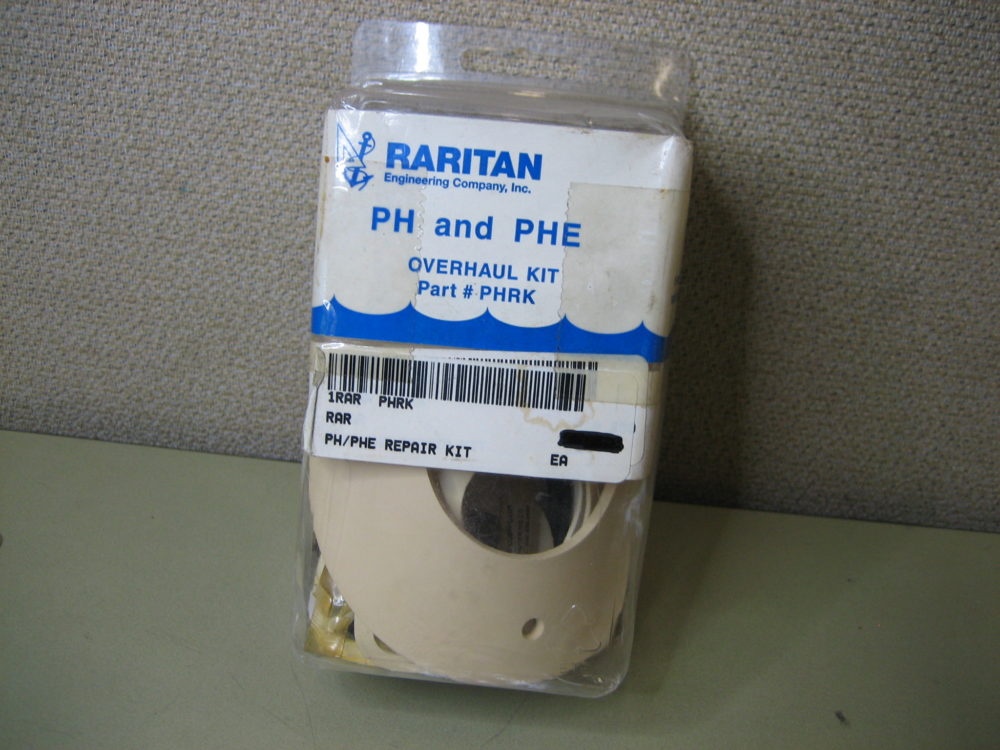 RARITAN
Engineering Company, Inc.
PH and PHE
OVERHAUL KIT
Part # PHRK
1RAR PHRK
RAR
PH/PHE REPAIR KIT
EA